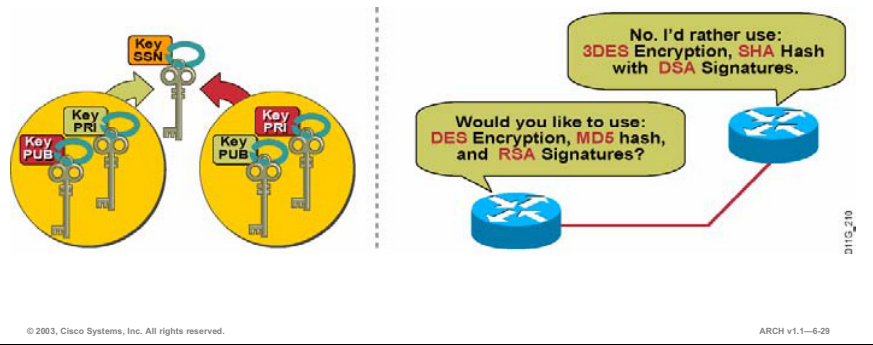 Key
SSN
Key
PRI
Key
PUB
Key
PRI
Key
PUB
No. I'd rather use:
3DES Encryption, SHA Hash
with DSA Signatures.
Would you like to use:
DES Encryption, MD5 hash,
and RSA Signatures?
D11G_210
© 2003, Cisco Systems, Inc. All rights reserved.
ARCH v1.1—6-29